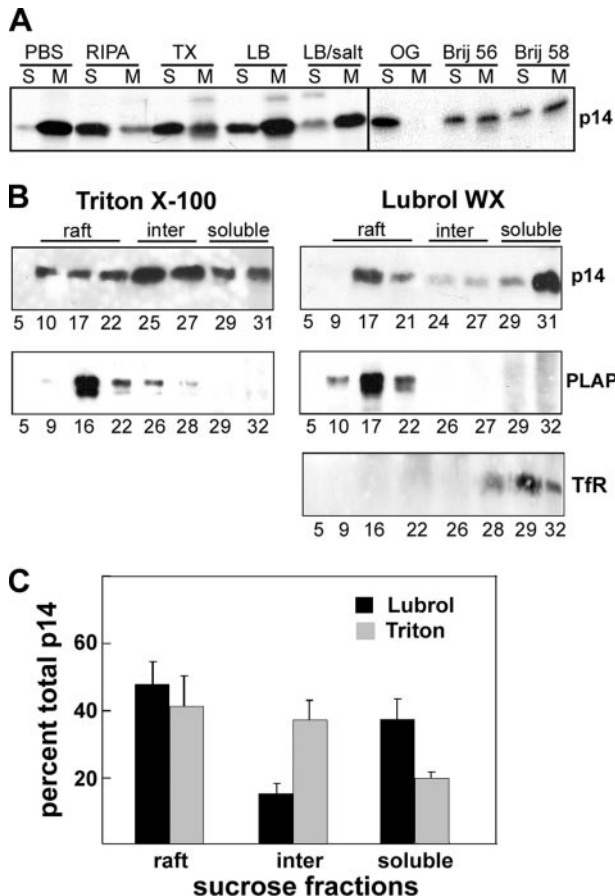 A
PBS RIPA TX LB LB/salt OG Brij 56 Brij 58
S M S M S M S M S M S M S M S M
p14
B
Triton X-100 Lubrol WX
raft inter soluble raft inter soluble
p14
5 10 17 22 25 27 29 31 5 9 17 21 24 27 29 31
PLAP
5 9 16 22 26 28 29 32 5 10 17 22 26 27 29 32
TfR
5 9 16 22 26 28 29 32
C
percent total p14
60
40
20
Lubrol
Triton
raft inter soluble
sucrose fractions